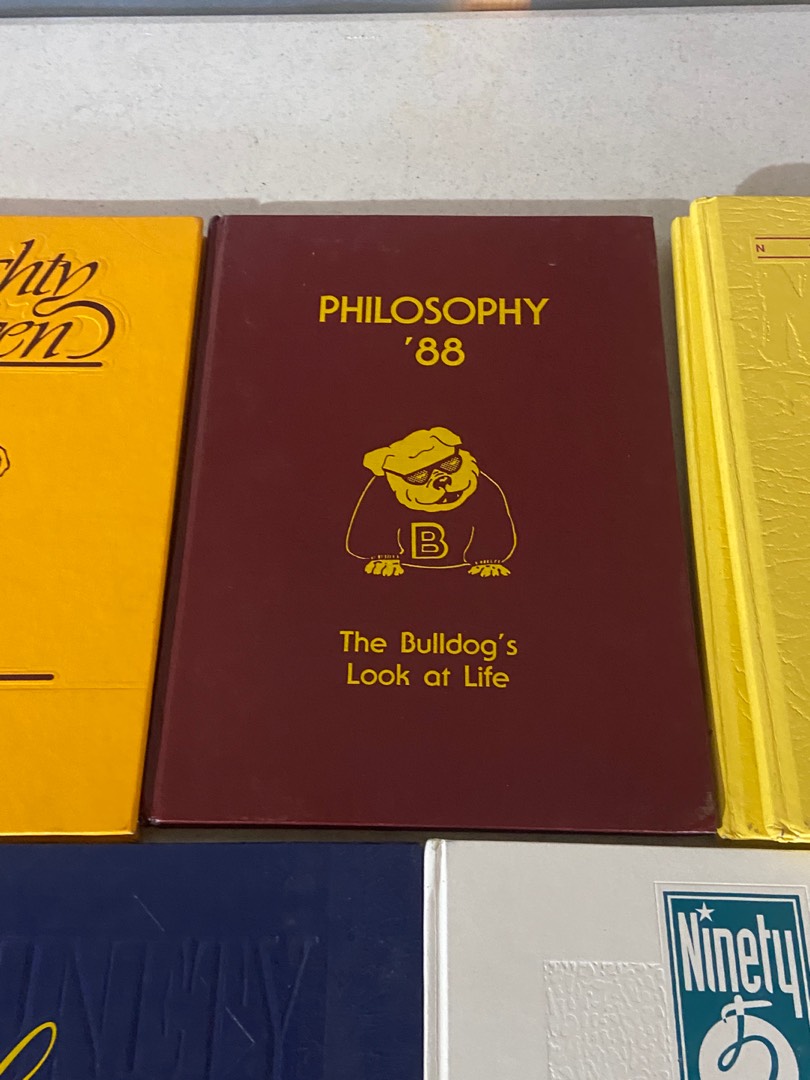 PHILOSOPHY
'88
B
The Bulldog's
Look at Life
N
Ninety